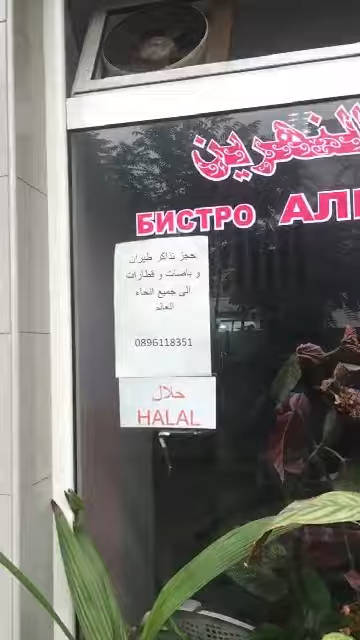 النهرين
БИСТРО АЛ
حجز تذاكر طيران
و باصات و قطارات
الى جميع انحاء
العالم
0896118351
حلال
HALAL